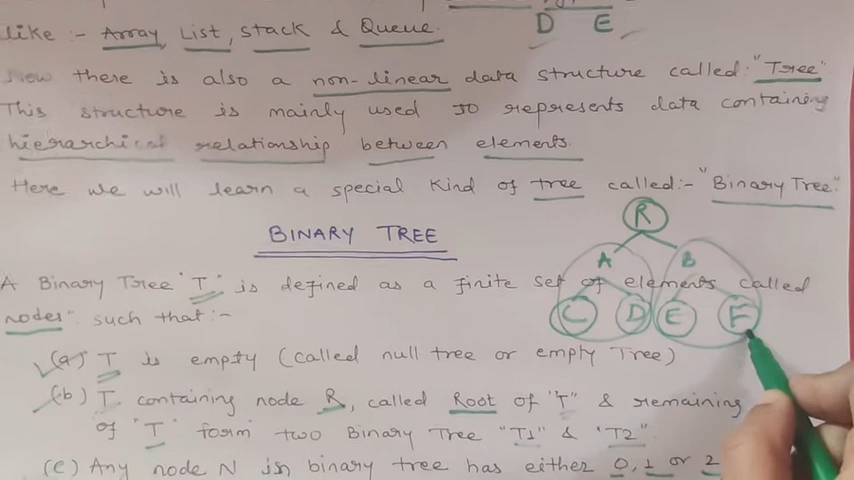 like :- Array, List, stack & Queue.
D E
Now there is also a non-linear data structure called "Tree"
This structure is mainly used to represents data containing
hierarchical relationship between elements.
Here we will learn a special kind of tree called:- "Binary Tree".
R
BINARY TREE
A B
A Binary Tree "T" is defined as a finite set of elements called
C D E F
nodes" such that :-
(a) T is empty (called null tree or empty Tree)
(b) T containing node R, called Root of "T" & remaining
of "T" form two Binary Tree "T1" & "T2"
(c) Any node N in binary tree has either 0, 1 or 2